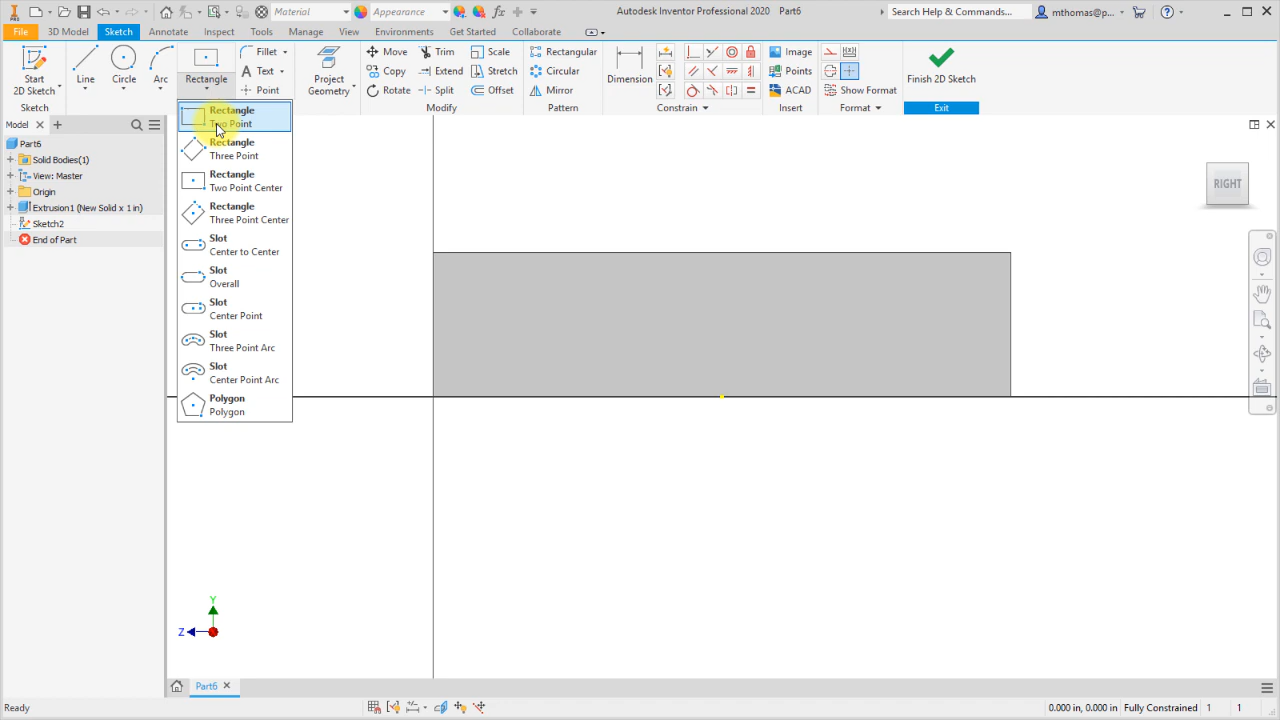 Material
Appearance
Autodesk Inventor Professional 2020 Part6
Search Help & Commands...
mthomas@p...
File
3D Model
Sketch
Annotate
Inspect
Tools
Manage
View
Environments
Get Started
Collaborate
Start
2D Sketch
Line
Circle
Arc
Rectangle
Fillet
Text
Point
Project
Geometry
Move
Copy
Rotate
Trim
Extend
Split
Scale
Stretch
Offset
Rectangular
Circular
Mirror
Dimension
Image
Points
ACAD
Show Format
Finish 2D Sketch
Sketch
Modify
Pattern
Constrain
Insert
Format
Exit
Model
Part6
Solid Bodies(1)
View: Master
Origin
Extrusion1 (New Solid x 1 in)
Sketch2
End of Part
Rectangle
Two Point
Rectangle
Three Point
Rectangle
Two Point Center
Rectangle
Three Point Center
Slot
Center to Center
Slot
Overall
Slot
Center Point
Slot
Three Point Arc
Slot
Center Point Arc
Polygon
Polygon
RIGHT
Y
Z
Part6
Ready
0.000 in, 0.000 in Fully Constrained 1 1